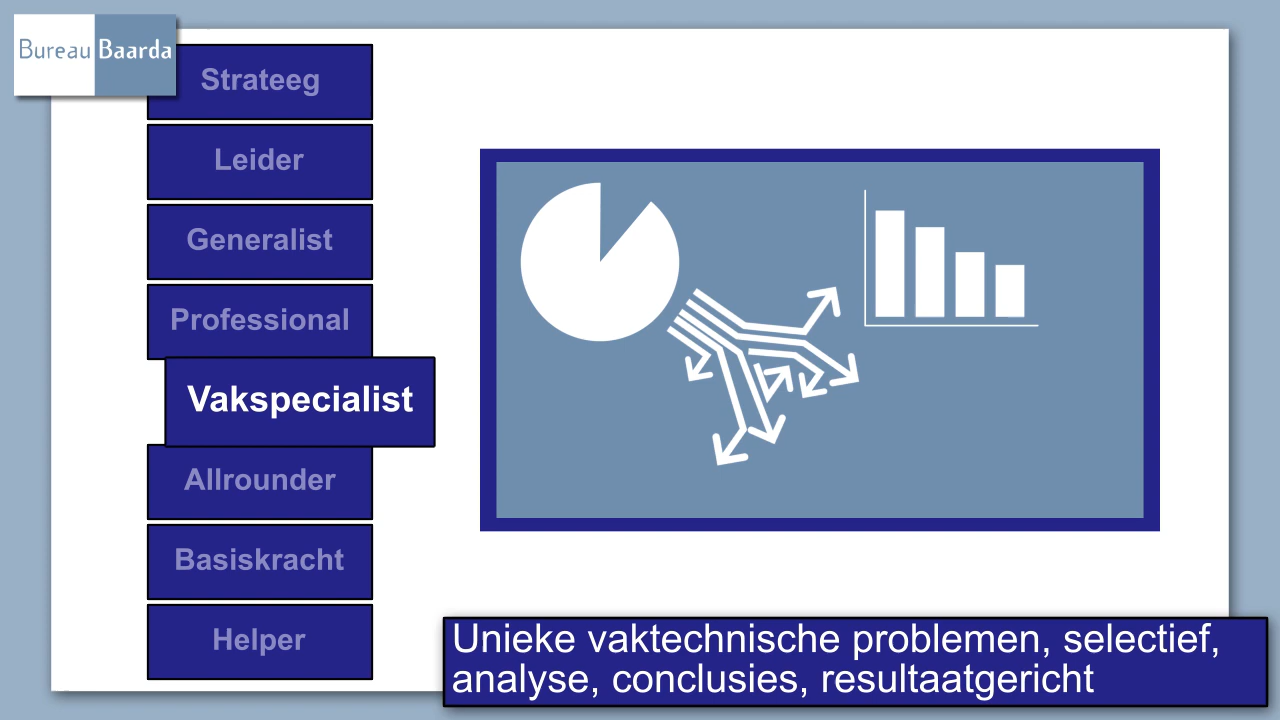 Bureau Baarda
Strateeg
Leider
Generalist
Professional
Vakspecialist
Allrounder
Basiskracht
Helper
Unieke vaktechnische problemen, selectief,
analyse, conclusies, resultaatgericht